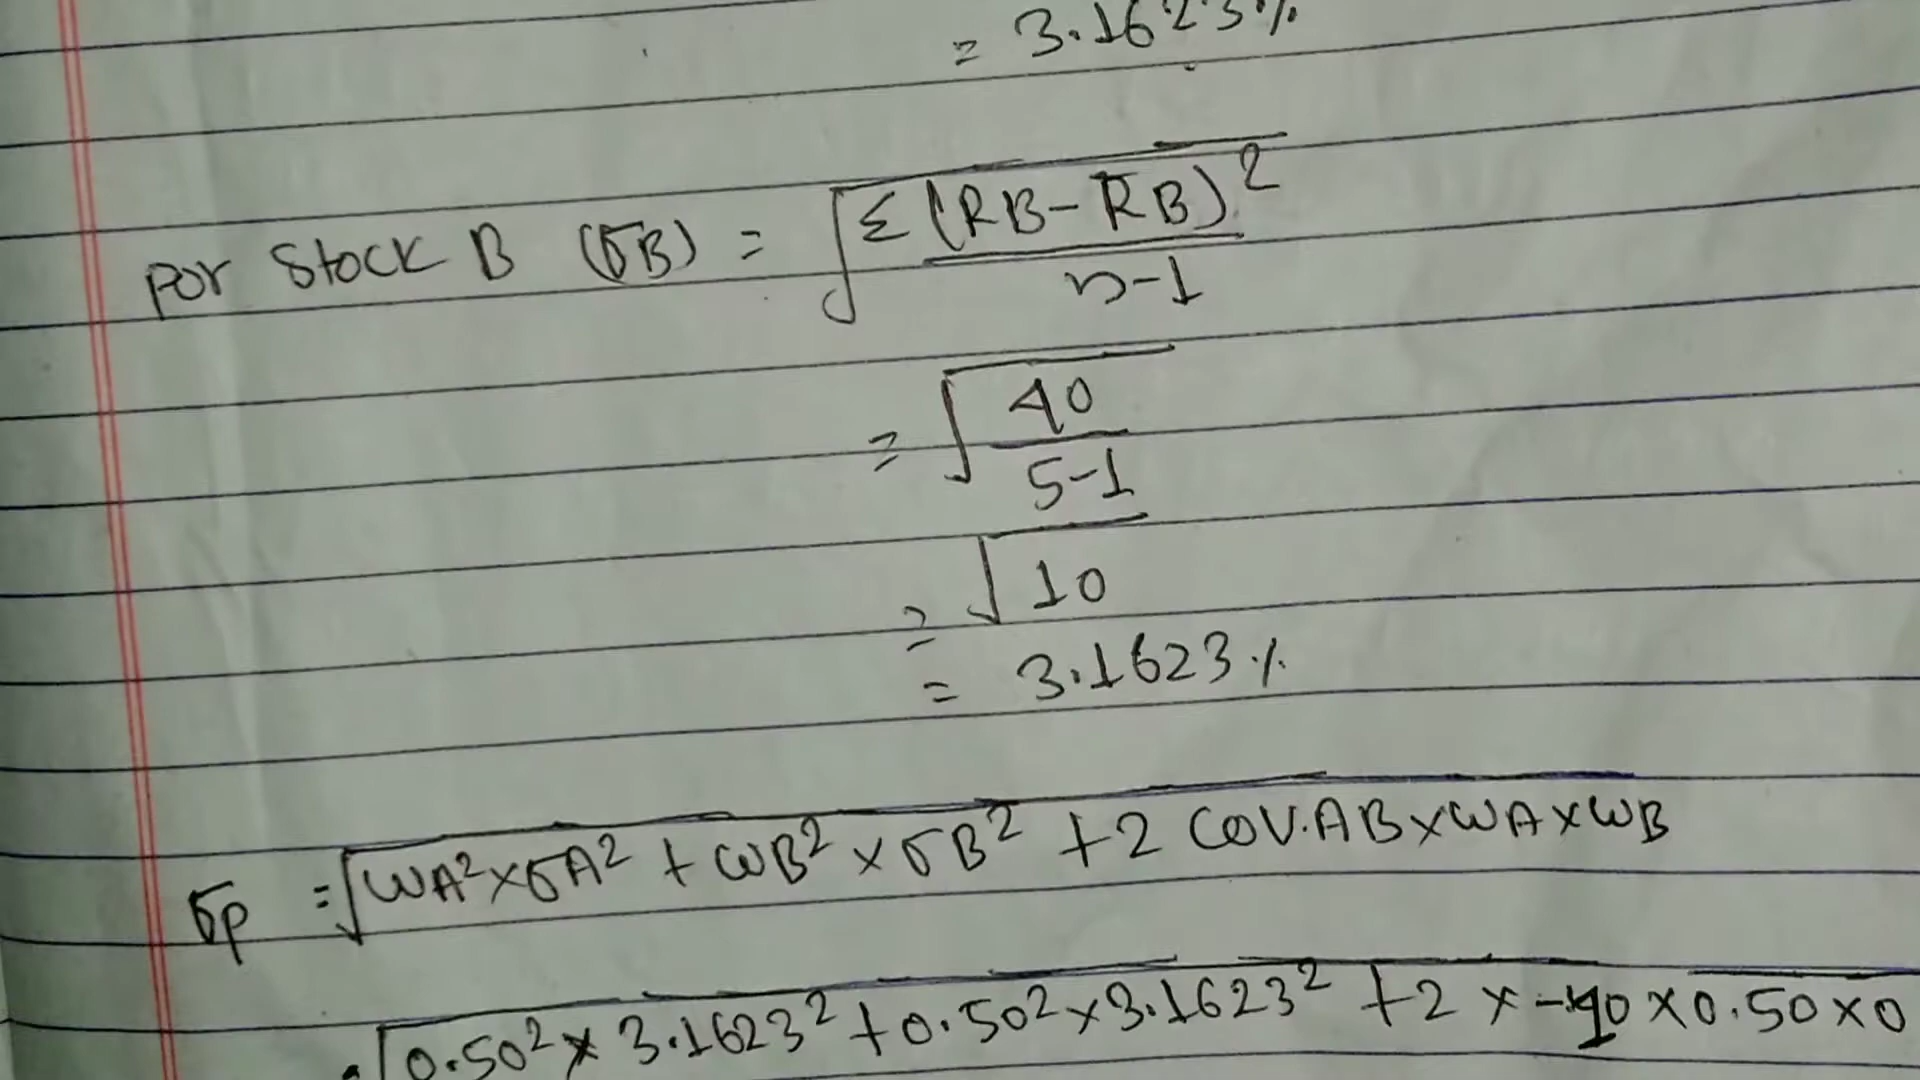 = 3.1623%
For Stock B (σB) = √Σ(RB-R̄B)²
n-1
= √40
5-1
= √10
= 3.1623%
σp = √WA²×σA² + WB²×σB² +2 COV.AB×WA×WB
= √0.50²×3.1623²+0.50²×3.1623² +2×-10×0.50×0